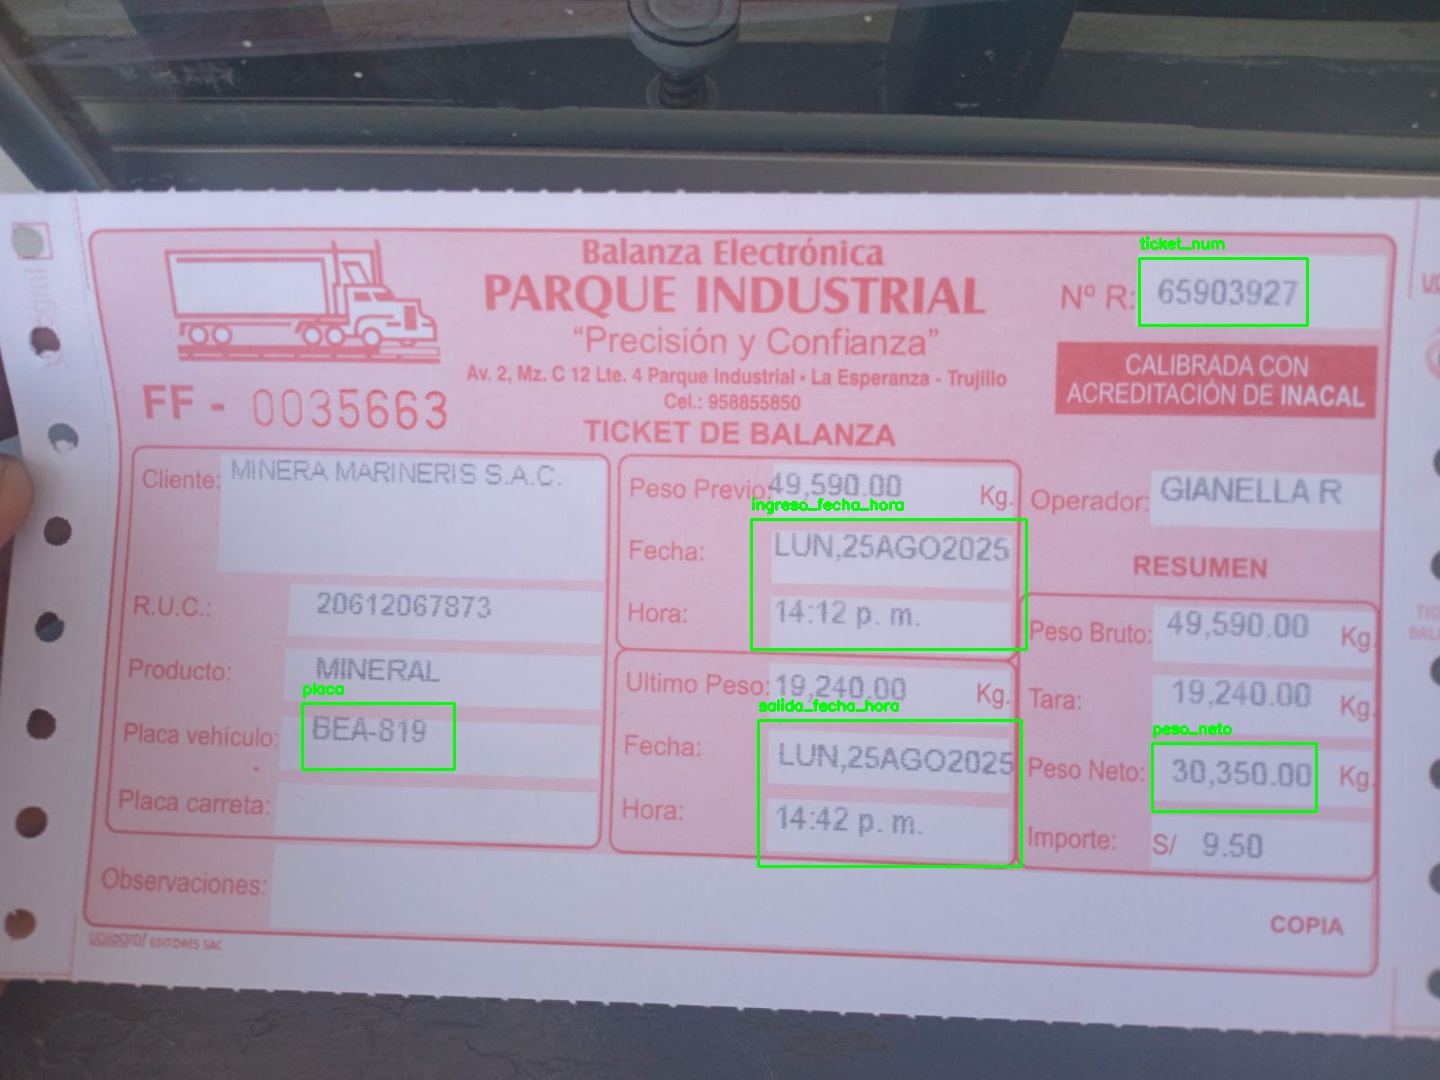 Balanza Electrónica
PARQUE INDUSTRIAL
"Precisión y Confianza"
Av. 2, Mz. C 12 Lte. 4 Parque Industrial • La Esperanza - Trujillo
Cel.: 958855850
TICKET DE BALANZA
FF - 0035663
ticket_num
Nº R: 65903927
CALIBRADA CON
ACREDITACIÓN DE INACAL
Cliente: MINERA MARINERIS S.A.C.
R.U.C.: 20612067873
Producto: MINERAL
placa
Placa vehículo: BEA-819
Placa carreta:
Observaciones:
Peso Previo: 49,590.00 Kg.
ingreso_fecha_hora
Fecha: LUN,25AGO2025
Hora: 14:12 p. m.
Ultimo Peso: 19,240.00 Kg.
salida_fecha_hora
Fecha: LUN,25AGO2025
Hora: 14:42 p. m.
Operador: GIANELLA R
RESUMEN
Peso Bruto: 49,590.00 Kg.
Tara: 19,240.00 Kg.
peso_neto
Peso Neto: 30,350.00 Kg.
Importe: S/ 9.50
COPIA
EDITORES SAC